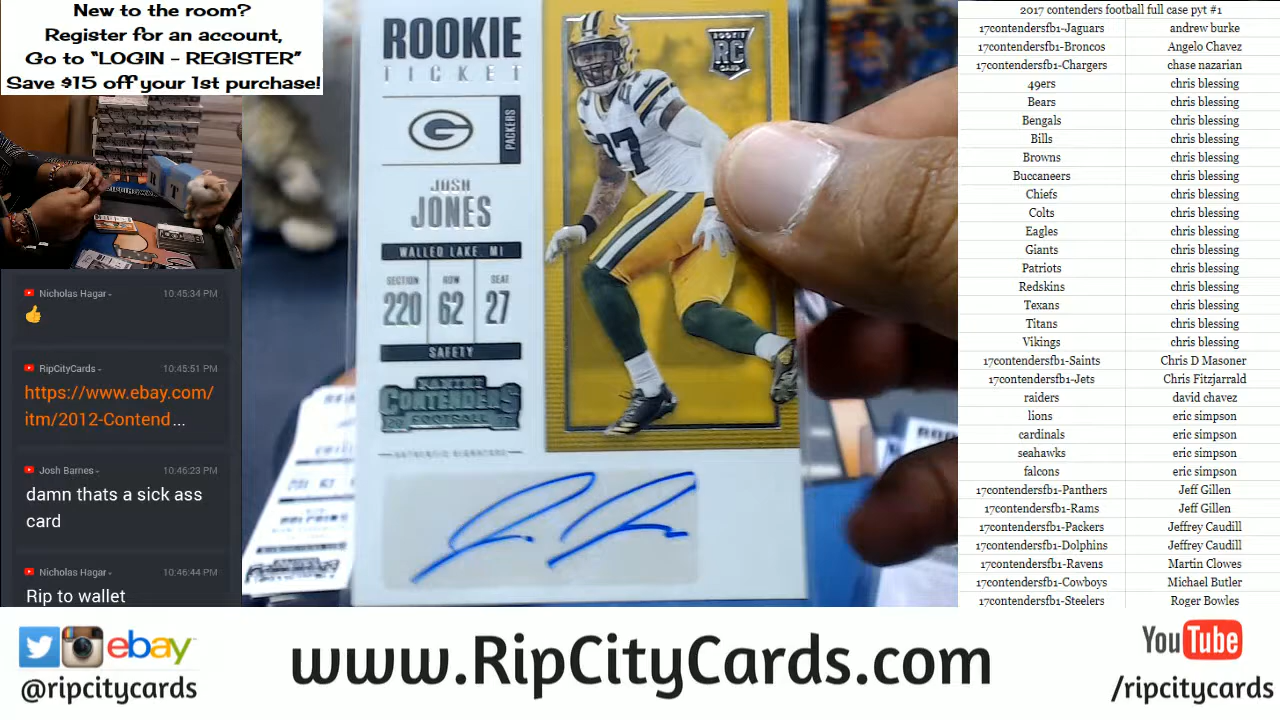 New to the room?
Register for an account,
Go to “LOGIN - REGISTER”
Save $15 off your 1st purchase!
Nicholas Hagar
10:45:34 PM
👍
RipCityCards
10:45:51 PM
https://www.ebay.com/
itm/2012-Contend...
Josh Barnes
10:46:23 PM
damn thats a sick ass
card
Nicholas Hagar
10:46:44 PM
Rip to wallet
ROOKIE
TICKET
G
PACKERS
JOSH
JONES
WALLED LAKE, MI
SECTION ROW SEAT
220 62 27
SAFETY
PANINI
CONTENDERS
FOOTBALL
AUTHENTIC SIGNATURE
ROOKIE
RC
CARD
27
2017 contenders football full case pyt #1
17contendersfb1-Jaguars andrew burke
17contendersfb1-Broncos Angelo Chavez
17contendersfb1-Chargers chase nazarian
49ers chris blessing
Bears chris blessing
Bengals chris blessing
Bills chris blessing
Browns chris blessing
Buccaneers chris blessing
Chiefs chris blessing
Colts chris blessing
Eagles chris blessing
Giants chris blessing
Patriots chris blessing
Redskins chris blessing
Texans chris blessing
Titans chris blessing
Vikings chris blessing
17contendersfb1-Saints Chris D Masoner
17contendersfb1-Jets Chris Fitzjarrald
raiders david chavez
lions eric simpson
cardinals eric simpson
seahawks eric simpson
falcons eric simpson
17contendersfb1-Panthers Jeff Gillen
17contendersfb1-Rams Jeff Gillen
17contendersfb1-Packers Jeffrey Caudill
17contendersfb1-Dolphins Jeffrey Caudill
17contendersfb1-Ravens Martin Clowes
17contendersfb1-Cowboys Michael Butler
17contendersfb1-Steelers Roger Bowles
ebay
@ripcitycards
www.RipCityCards.com
YouTube
/ripcitycards